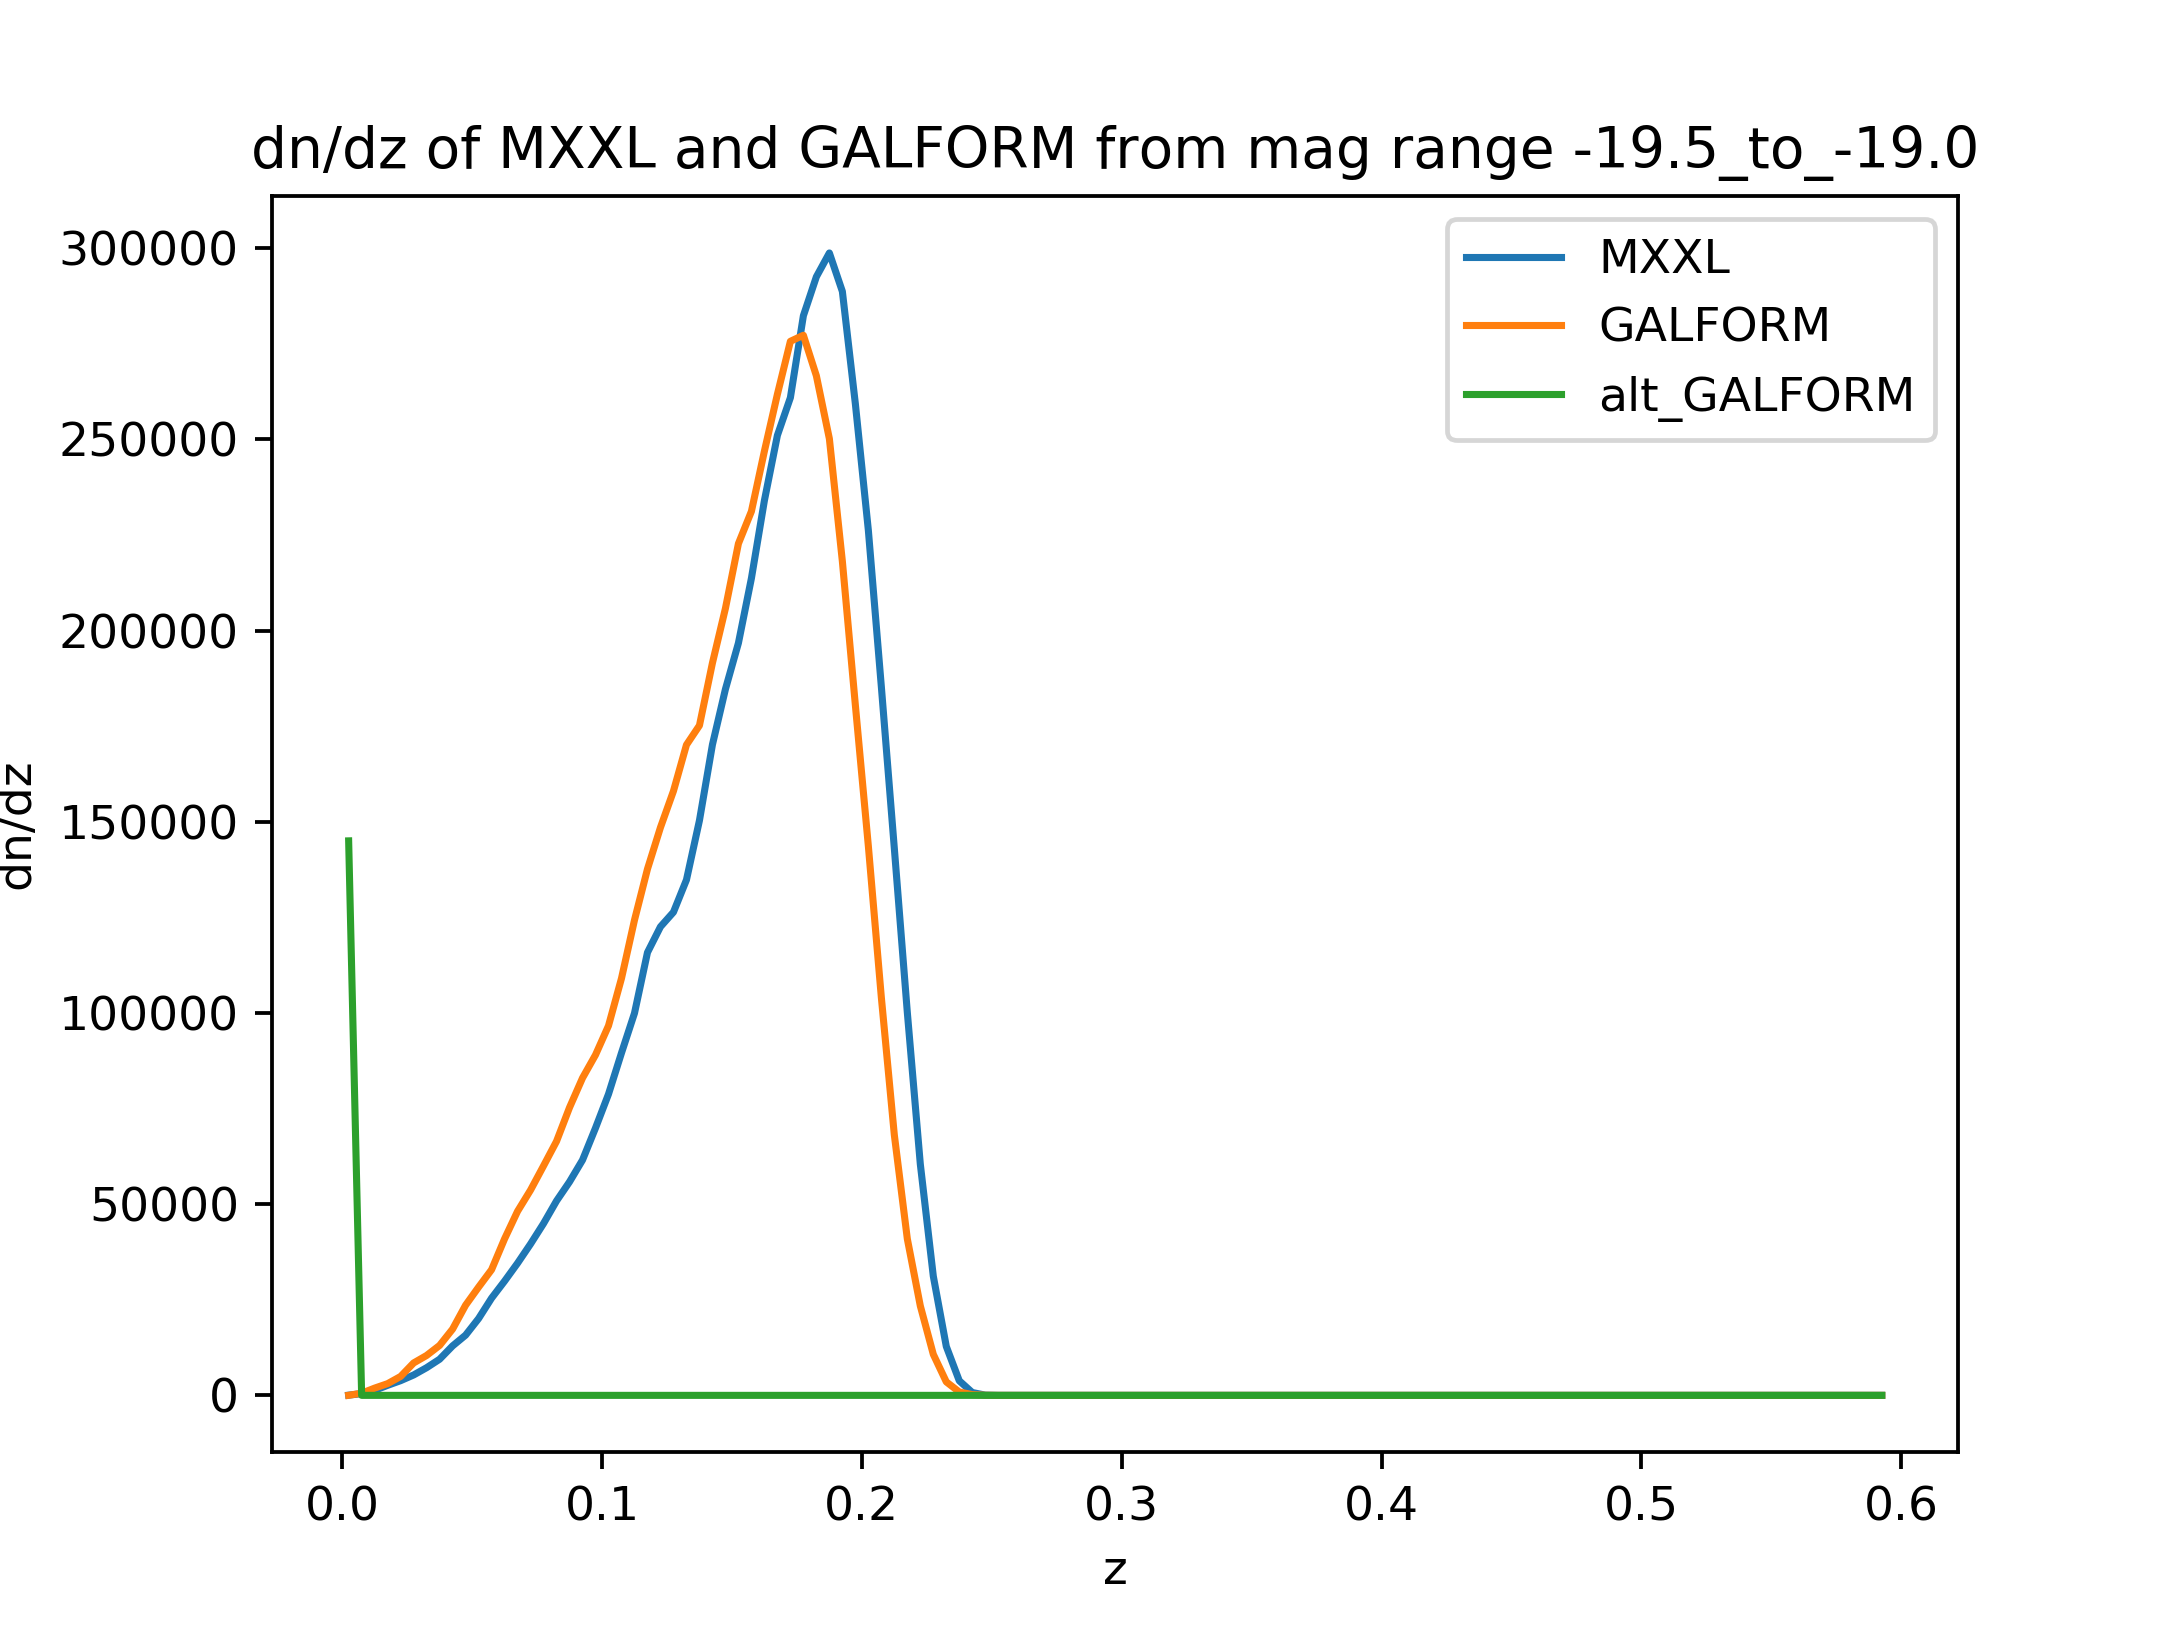 dn/dz of MXXL and GALFORM from mag range -19.5_to_-19.0
MXXL
GALFORM
alt_GALFORM
300000
250000
200000
150000
100000
50000
0
dn/dz
0.0 0.1 0.2 0.3 0.4 0.5 0.6
z